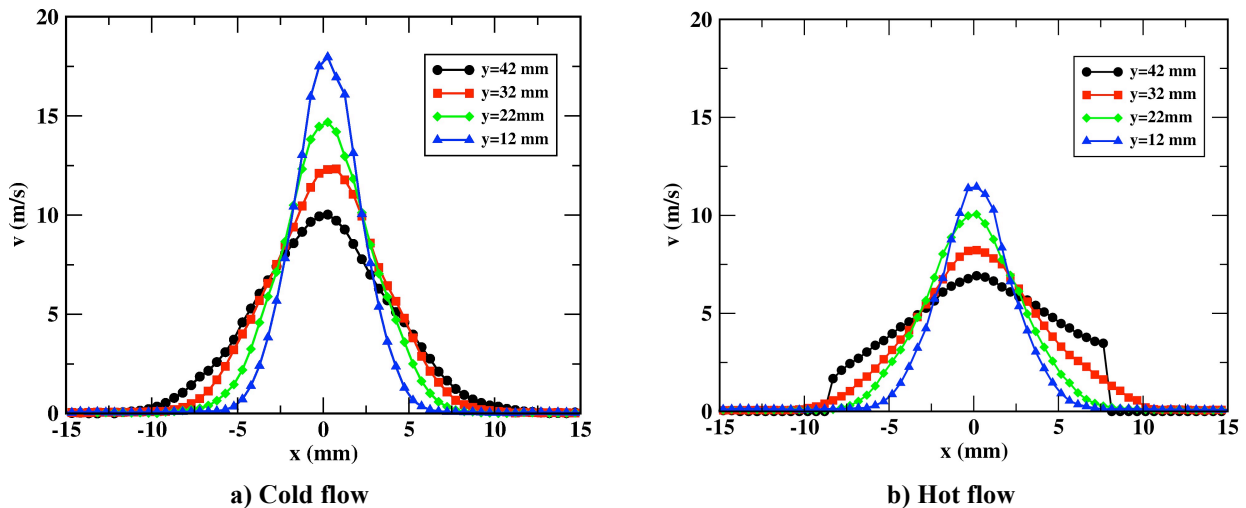 20
15
10
5
0
v (m/s)
y=42 mm
y=32 mm
y=22mm
y=12 mm
-15 -10 -5 0 5 10 15
x (mm)
a) Cold flow
20
15
10
5
0
v (m/s)
y=42 mm
y=32 mm
y=22mm
y=12 mm
-15 -10 -5 0 5 10 15
x (mm)
b) Hot flow